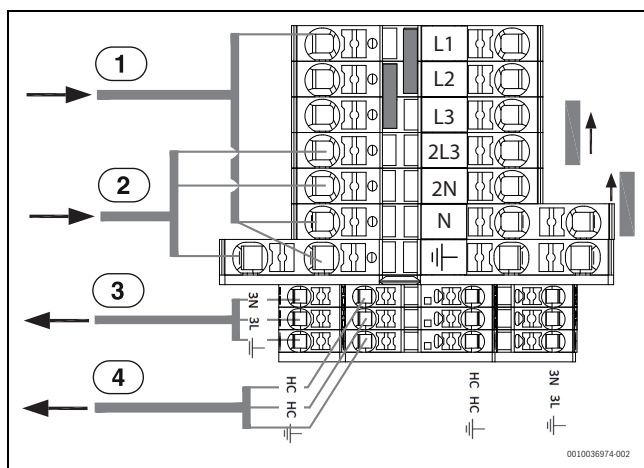 1
L1
L2
L3
2L3
2
2N
N
3
3N
3L
4
HC HC
HC HC
3N 3L
0010036974-002